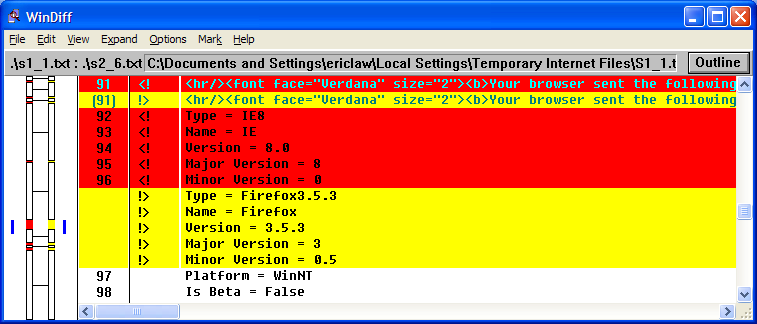 WinDiff
File Edit View Expand Options Mark Help
.\s1_1.txt : .\s2_6.txt C:\Documents and Settings\ericlaw\Local Settings\Temporary Internet Files\S1_1.t Outline
91 <! <hr/><font face="Verdana" size="2"><b>Your browser sent the following
(91) !> <hr/><font face="Verdana" size="2"><b>Your browser sent the following
92 <! Type = IE8
93 <! Name = IE
94 <! Version = 8.0
95 <! Major Version = 8
96 <! Minor Version = 0
!> Type = Firefox3.5.3
!> Name = Firefox
!> Version = 3.5.3
!> Major Version = 3
!> Minor Version = 0.5
97 Platform = WinNT
98 Is Beta = False